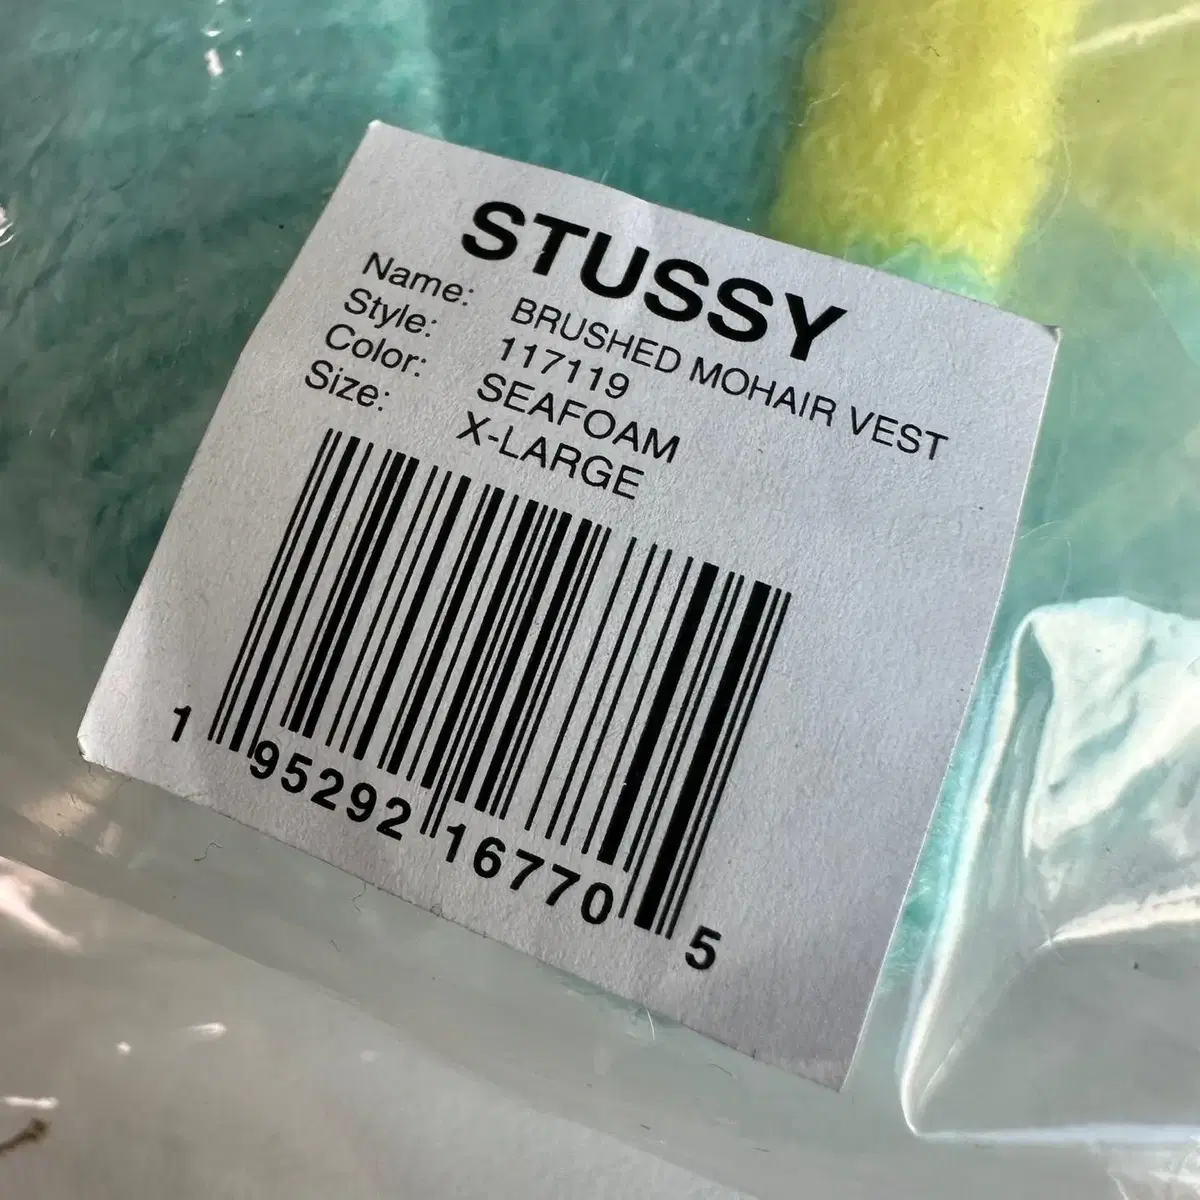 STUSSY
Name: BRUSHED MOHAIR VEST
Style: 117119
Color: SEAFOAM
Size: X-LARGE
1 95292 16770 5